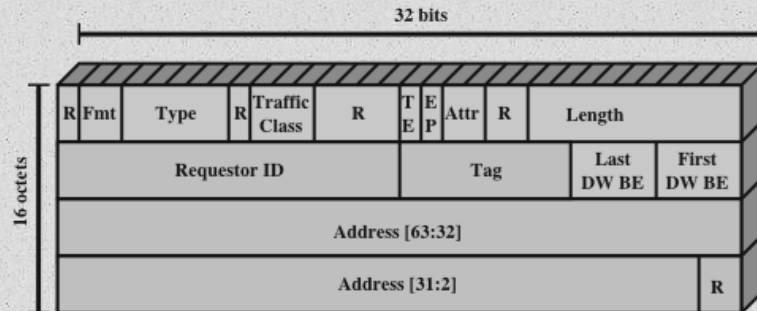 32 bits
16 octets
R Fmt Type R Traffic Class R T E E P Attr R Length
Requestor ID Tag Last DW BE First DW BE
Address [63:32]
Address [31:2] R